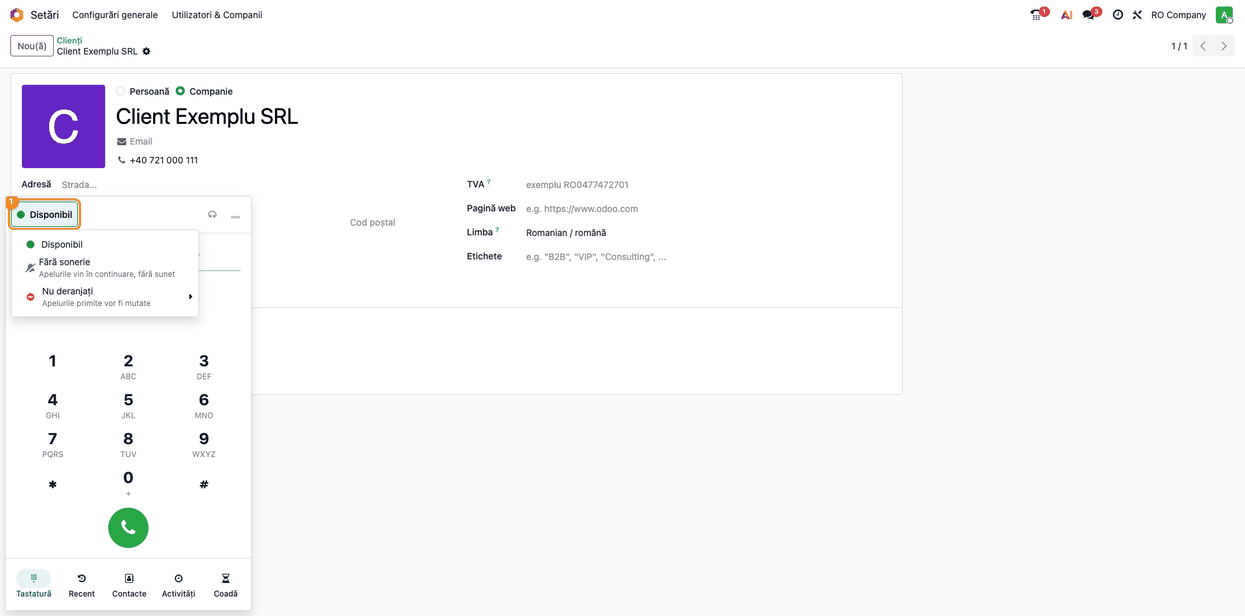 Setări Configurări generale Utilizatori & Companii 1 AI 3 RO Company A
Nou(ă) Clienți
Client Exemplu SRL
1 / 1
Persoană Companie
C
Client Exemplu SRL
Email
+40 721 000 111
Adresă Strada...
TVA ? exemplu RO0477472701
Pagină web e.g. https://www.odoo.com
Cod poștal
Limba ? Romanian / română
Etichete e.g. "B2B", "VIP", "Consulting", ...
1
Disponibil
Disponibil
Fără sonerie
Apelurile vin în continuare, fără sunet
Nu deranjați
Apelurile primite vor fi mutate
1 2 3
ABC DEF
4 5 6
GHI JKL MNO
7 8 9
PQRS TUV WXYZ
* 0 #
+
Tastatură Recent Contacte Activități Coadă